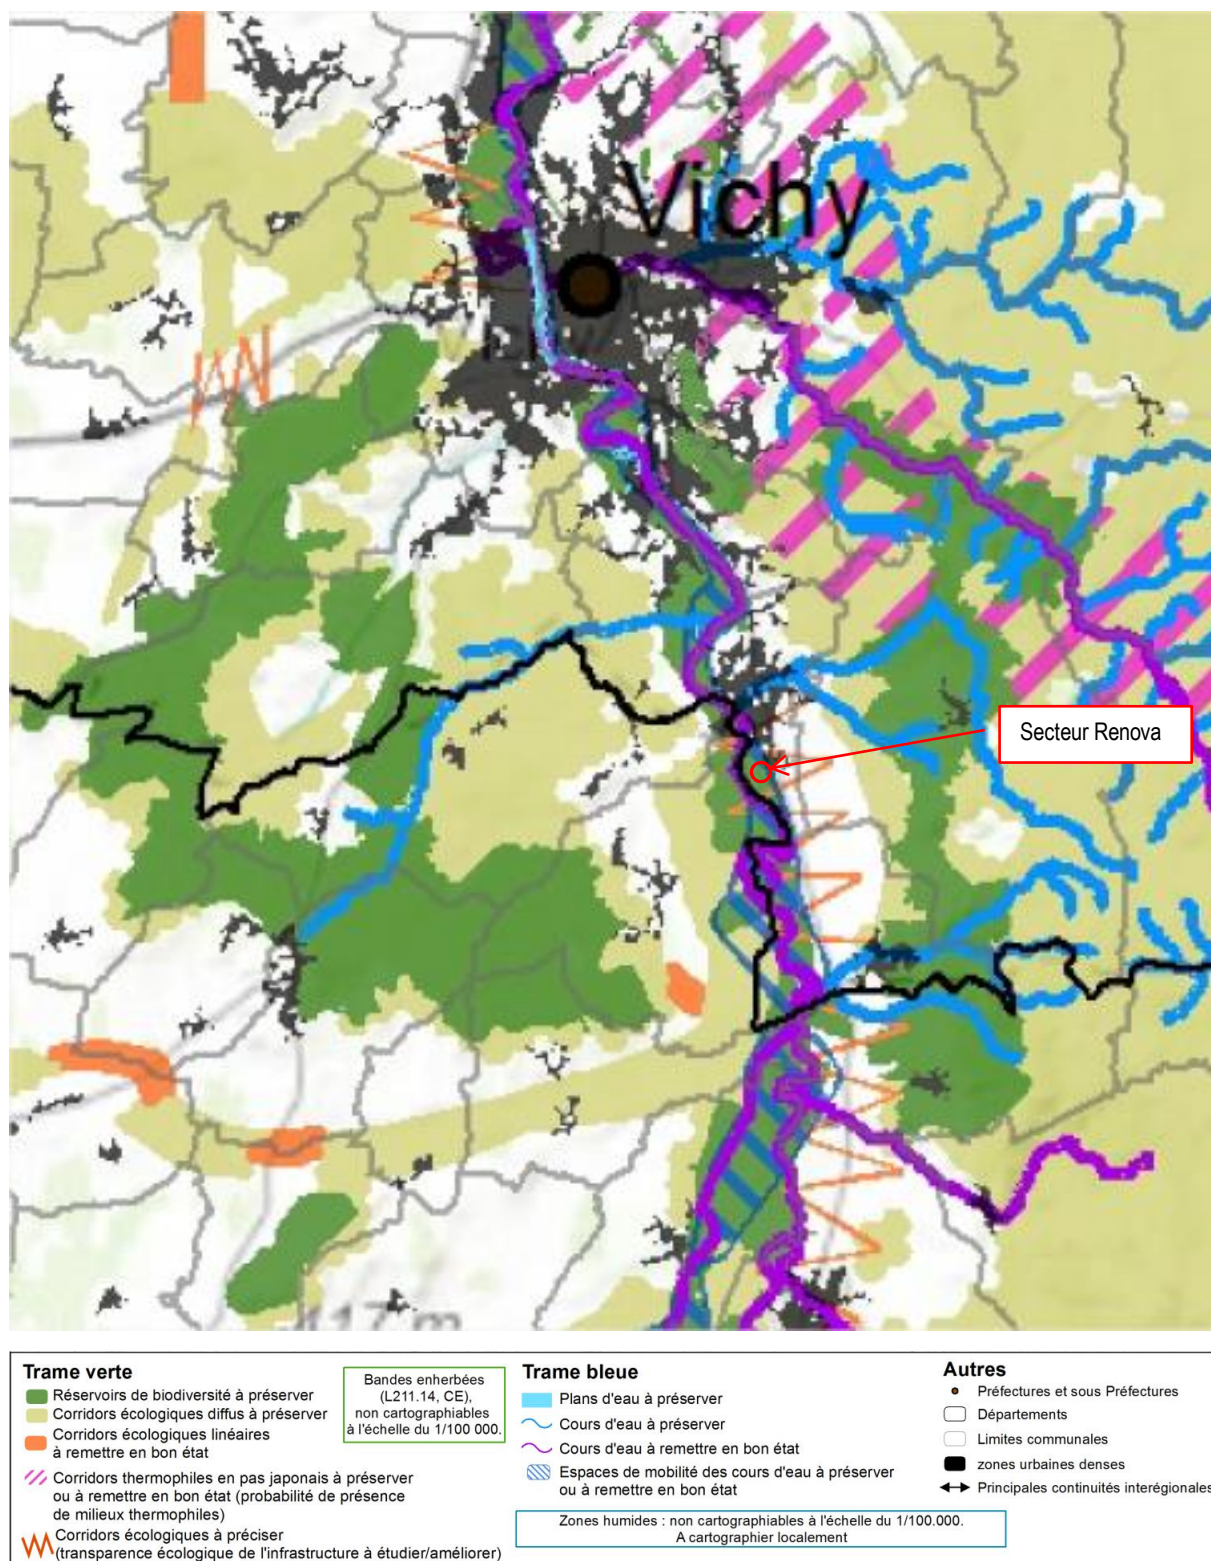 Vichy
Secteur Renova
417m
Trame verte
Réservoirs de biodiversité à préserver
Corridors écologiques diffus à préserver
Corridors écologiques linéaires
à remettre en bon état
Corridors thermophiles en pas japonais à préserver
ou à remettre en bon état (probabilité de présence
de milieux thermophiles)
Corridors écologiques à préciser
(transparence écologique de l'infrastructure à étudier/améliorer)
Bandes enherbées
(L211.14, CE),
non cartographiables
à l'échelle du 1/100 000.
Trame bleue
Plans d'eau à préserver
Cours d'eau à préserver
Cours d'eau à remettre en bon état
Espaces de mobilité des cours d'eau à préserver
ou à remettre en bon état
Zones humides : non cartographiables à l'échelle du 1/100.000.
A cartographier localement
Autres
Préfectures et sous Préfectures
Départements
Limites communales
zones urbaines denses
Principales continuités interégionales